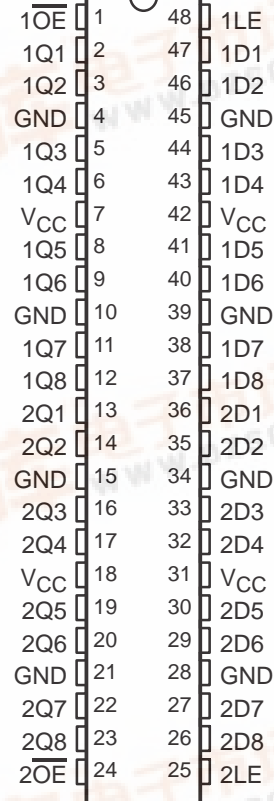 1OE 1 48 1LE
1Q1 2 47 1D1
1Q2 3 46 1D2
GND 4 45 GND
1Q3 5 44 1D3
1Q4 6 43 1D4
VCC 7 42 VCC
1Q5 8 41 1D5
1Q6 9 40 1D6
GND 10 39 GND
1Q7 11 38 1D7
1Q8 12 37 1D8
2Q1 13 36 2D1
2Q2 14 35 2D2
GND 15 34 GND
2Q3 16 33 2D3
2Q4 17 32 2D4
VCC 18 31 VCC
2Q5 19 30 2D5
2Q6 20 29 2D6
GND 21 28 GND
2Q7 22 27 2D7
2Q8 23 26 2D8
2OE 24 25 2LE